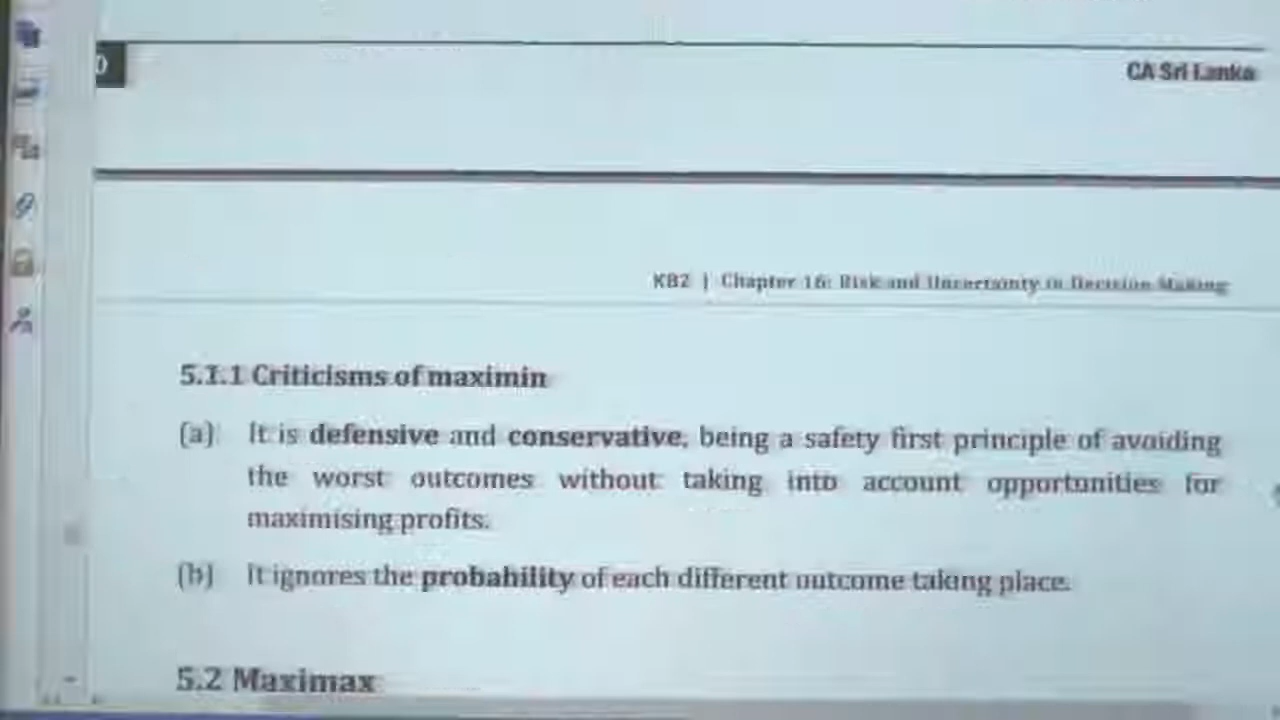 0
CA Sri Lanka
KB2 | Chapter 16: Risk and Uncertainty in Decision Making
5.1.1 Criticisms of maximin
(a) It is defensive and conservative, being a safety first principle of avoiding
the worst outcomes without taking into account opportunities for
maximising profits.
(b) It ignores the probability of each different outcome taking place.
5.2 Maximax